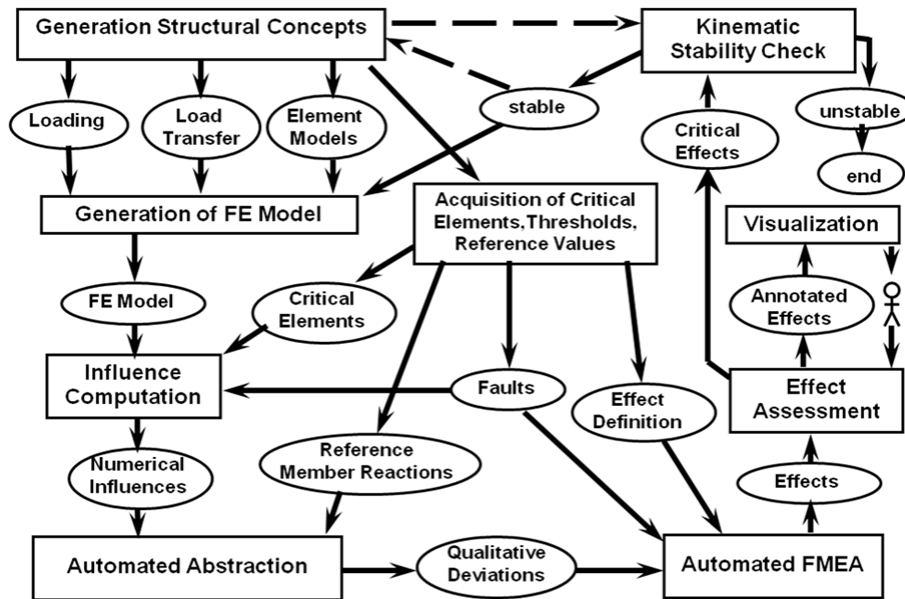 Generation Structural Concepts
Kinematic
Stability Check
Loading
Load
Transfer
Element
Models
stable
Critical
Effects
unstable
end
Generation of FE Model
Acquisition of Critical
Elements,Thresholds,
Reference Values
Visualization
FE Model
Critical
Elements
Annotated
Effects
Influence
Computation
Faults
Effect
Definition
Effect
Assessment
Numerical
Influences
Reference
Member Reactions
Effects
Automated Abstraction
Qualitative
Deviations
Automated FMEA